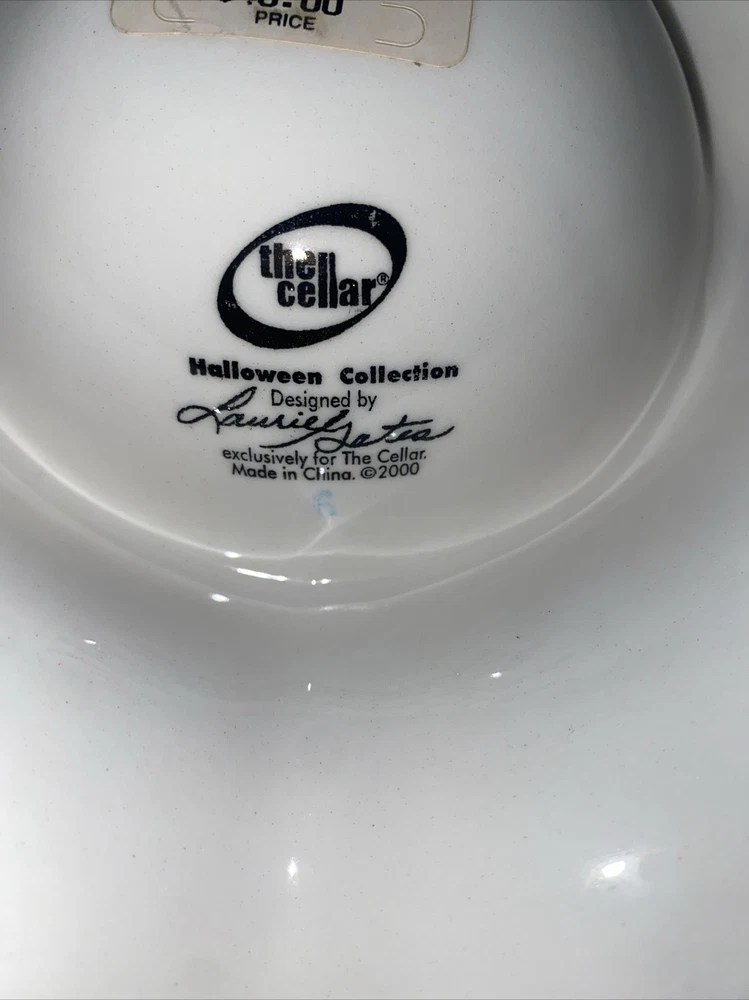 PRICE
the
cellar®
Halloween Collection
Designed by
Laurie Gates
exclusively for The Cellar.
Made in China. ©2000